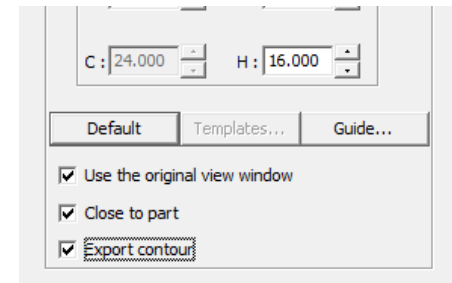 C : 24.000 H : 16.000
Default Templates... Guide...
Use the original view window
Close to part
Export contour